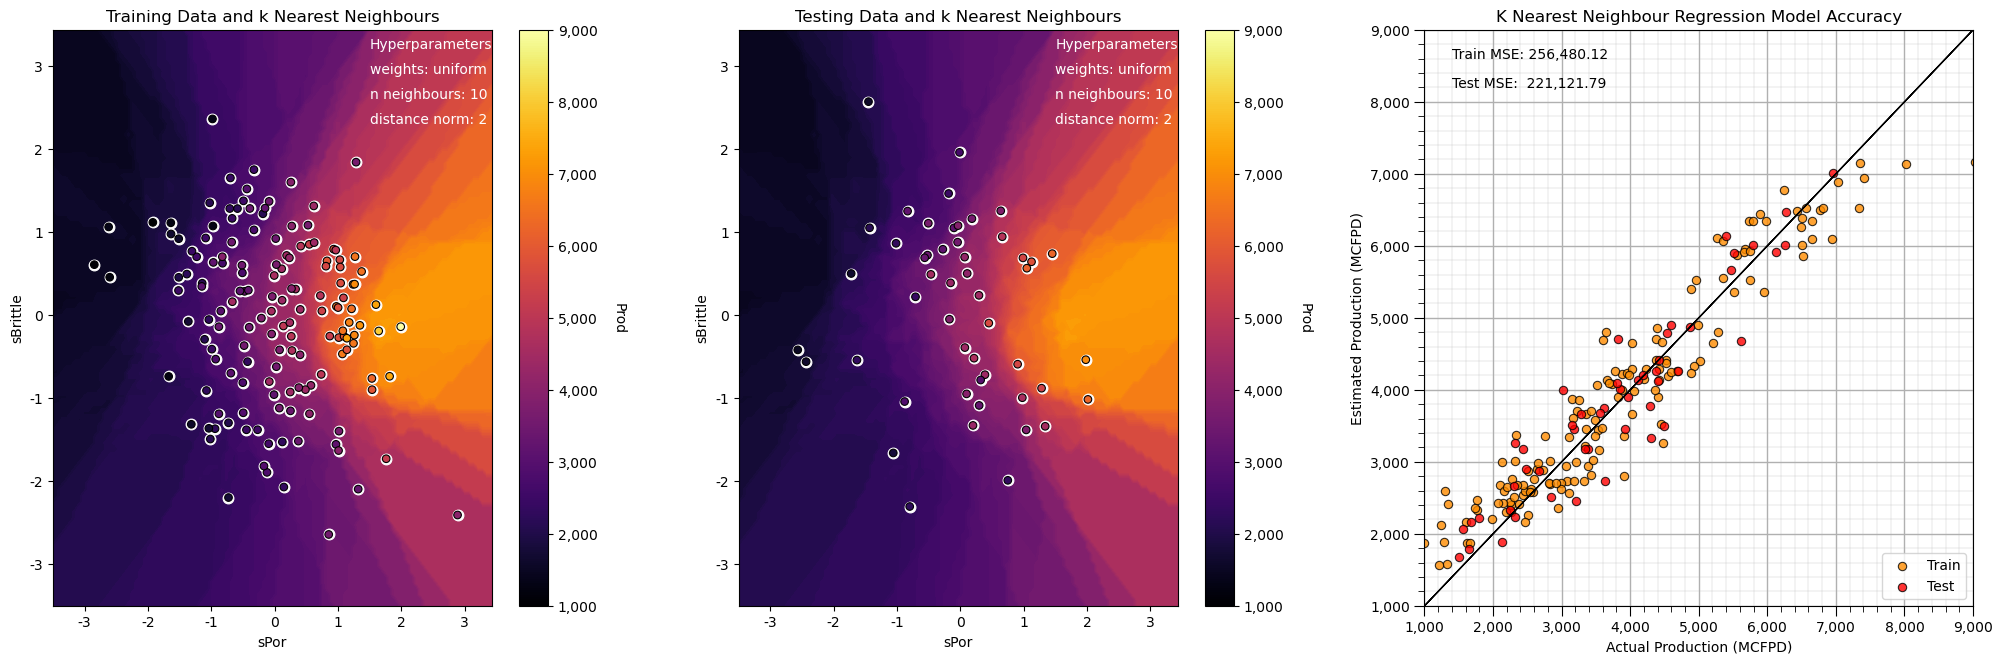 Training Data and k Nearest Neighbours
Hyperparameters
weights: uniform
n neighbours: 10
distance norm: 2
3
2
1
0
-1
-2
-3
sBrittle
-3
-2
-1
0
1
2
3
sPor
9,000
8,000
7,000
6,000
5,000
4,000
3,000
2,000
1,000
Prod
Testing Data and k Nearest Neighbours
Hyperparameters
weights: uniform
n neighbours: 10
distance norm: 2
3
2
1
0
-1
-2
-3
sBrittle
-3
-2
-1
0
1
2
3
sPor
9,000
8,000
7,000
6,000
5,000
4,000
3,000
2,000
1,000
Prod
K Nearest Neighbour Regression Model Accuracy
Train MSE: 256,480.12
Test MSE:  221,121.79
9,000
8,000
7,000
6,000
5,000
4,000
3,000
2,000
1,000
Estimated Production (MCFPD)
Train
Test
1,000
2,000
3,000
4,000
5,000
6,000
7,000
8,000
9,000
Actual Production (MCFPD)